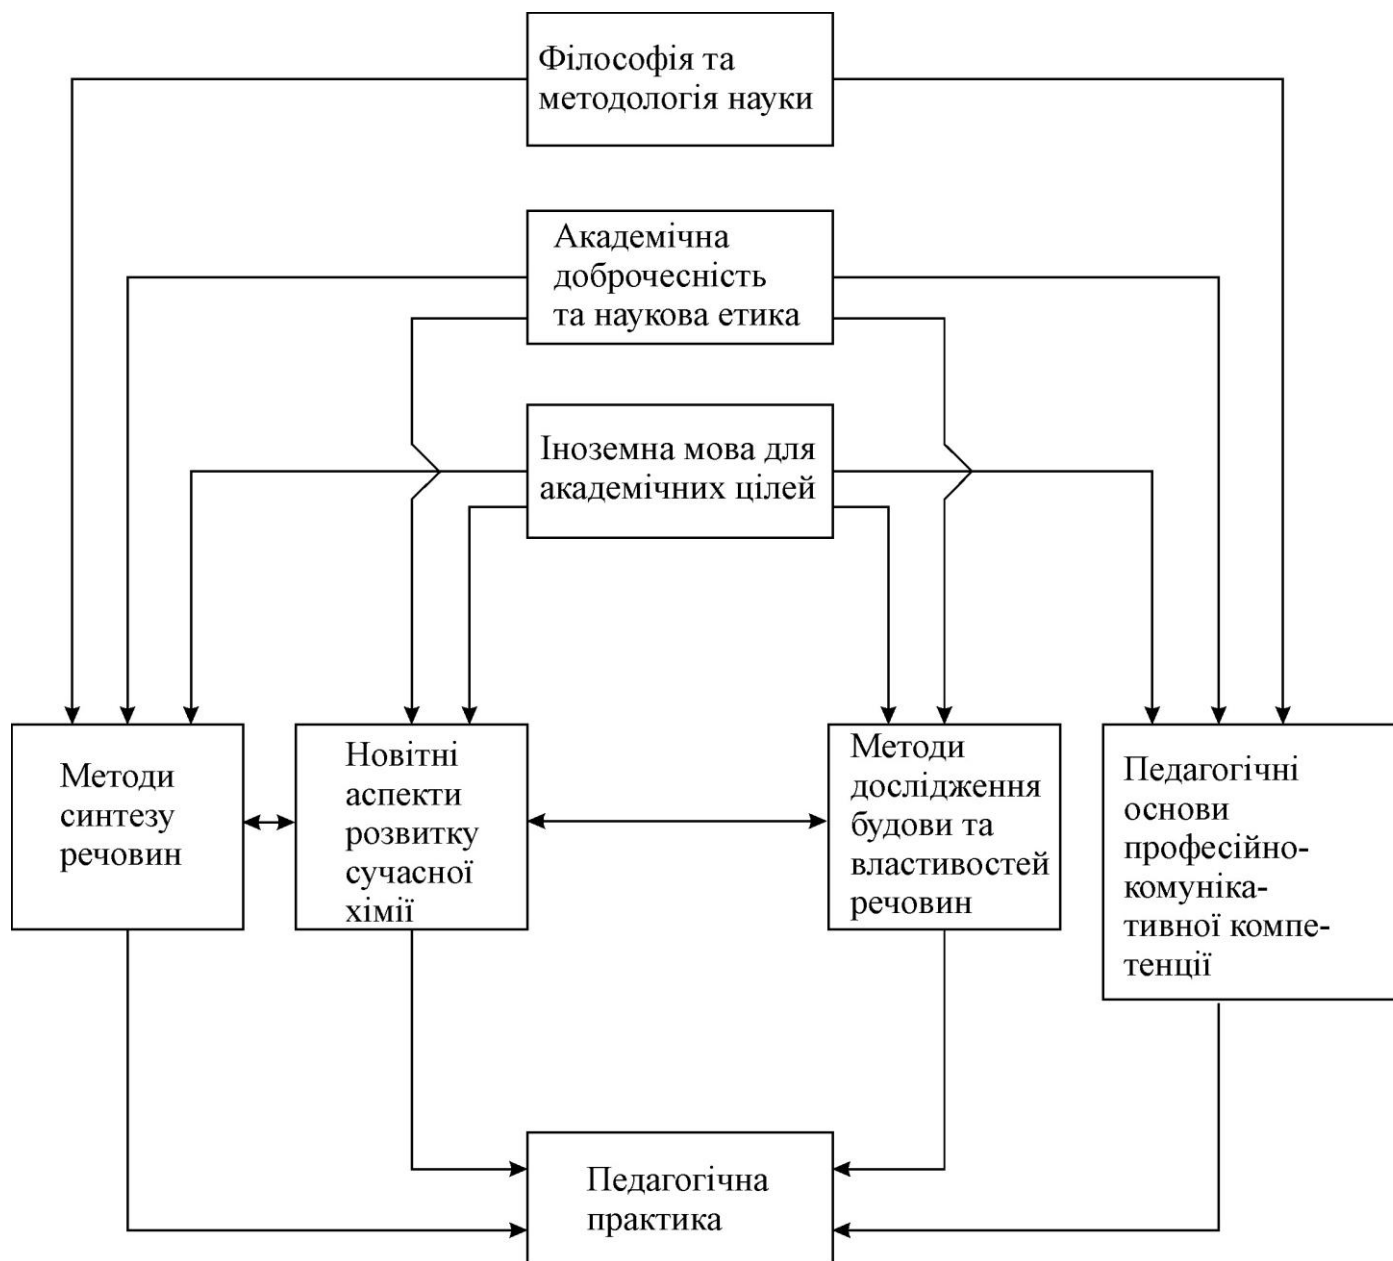 Філософія та
методологія науки
Академічна
доброчесність
та наукова етика
Іноземна мова для
академічних цілей
Методи
синтезу
речовин
Новітні
аспекти
розвитку
сучасної
хімії
Методи
дослідження
будови та
властивостей
речовин
Педагогічні
основи
професійно-
комуніка-
тивної компе-
тенції
Педагогічна
практика